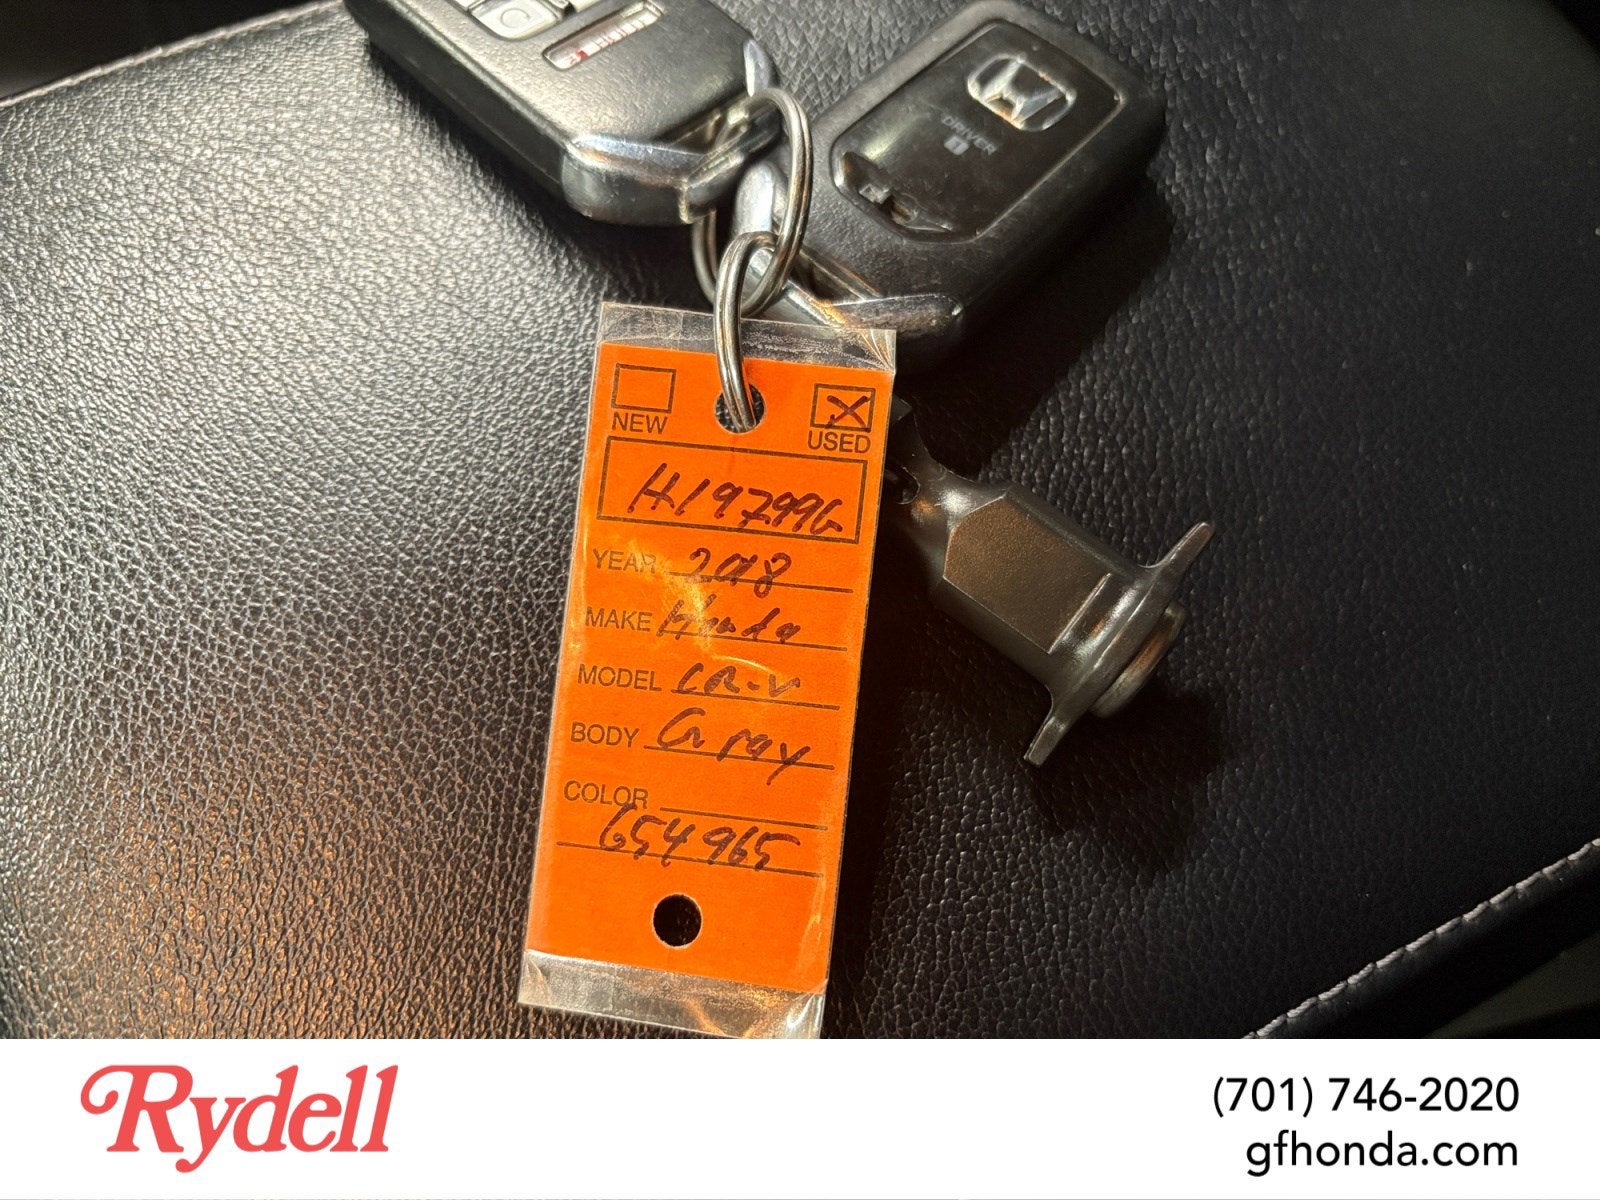 DRIVER
NEW
USED
H197996
YEAR 2018
MAKE Honda
MODEL CR-V
BODY Gray
COLOR
654965
Rydell
(701) 746-2020
gfhonda.com